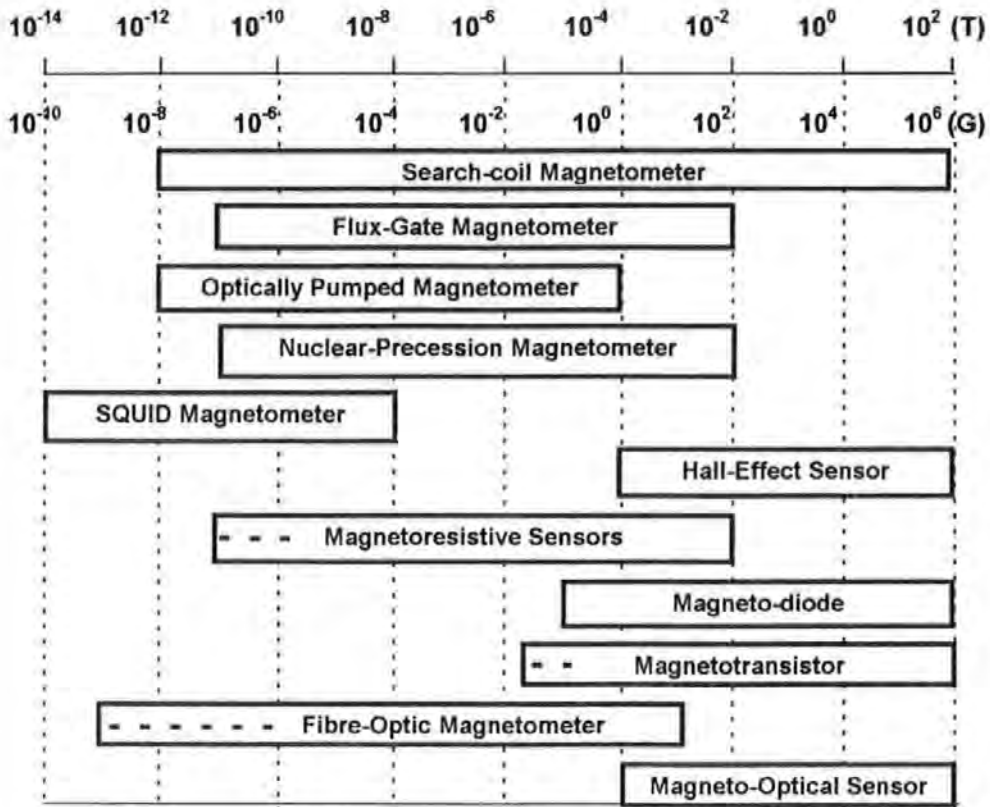 10⁻¹⁴ 10⁻¹² 10⁻¹⁰ 10⁻⁸ 10⁻⁶ 10⁻⁴ 10⁻² 10⁰ 10² (T)
10⁻¹⁰ 10⁻⁸ 10⁻⁶ 10⁻⁴ 10⁻² 10⁰ 10² 10⁴ 10⁶ (G)
Search-coil Magnetometer
Flux-Gate Magnetometer
Optically Pumped Magnetometer
Nuclear-Precession Magnetometer
SQUID Magnetometer
Hall-Effect Sensor
Magnetoresistive Sensors
Magneto-diode
Magnetotransistor
Fibre-Optic Magnetometer
Magneto-Optical Sensor